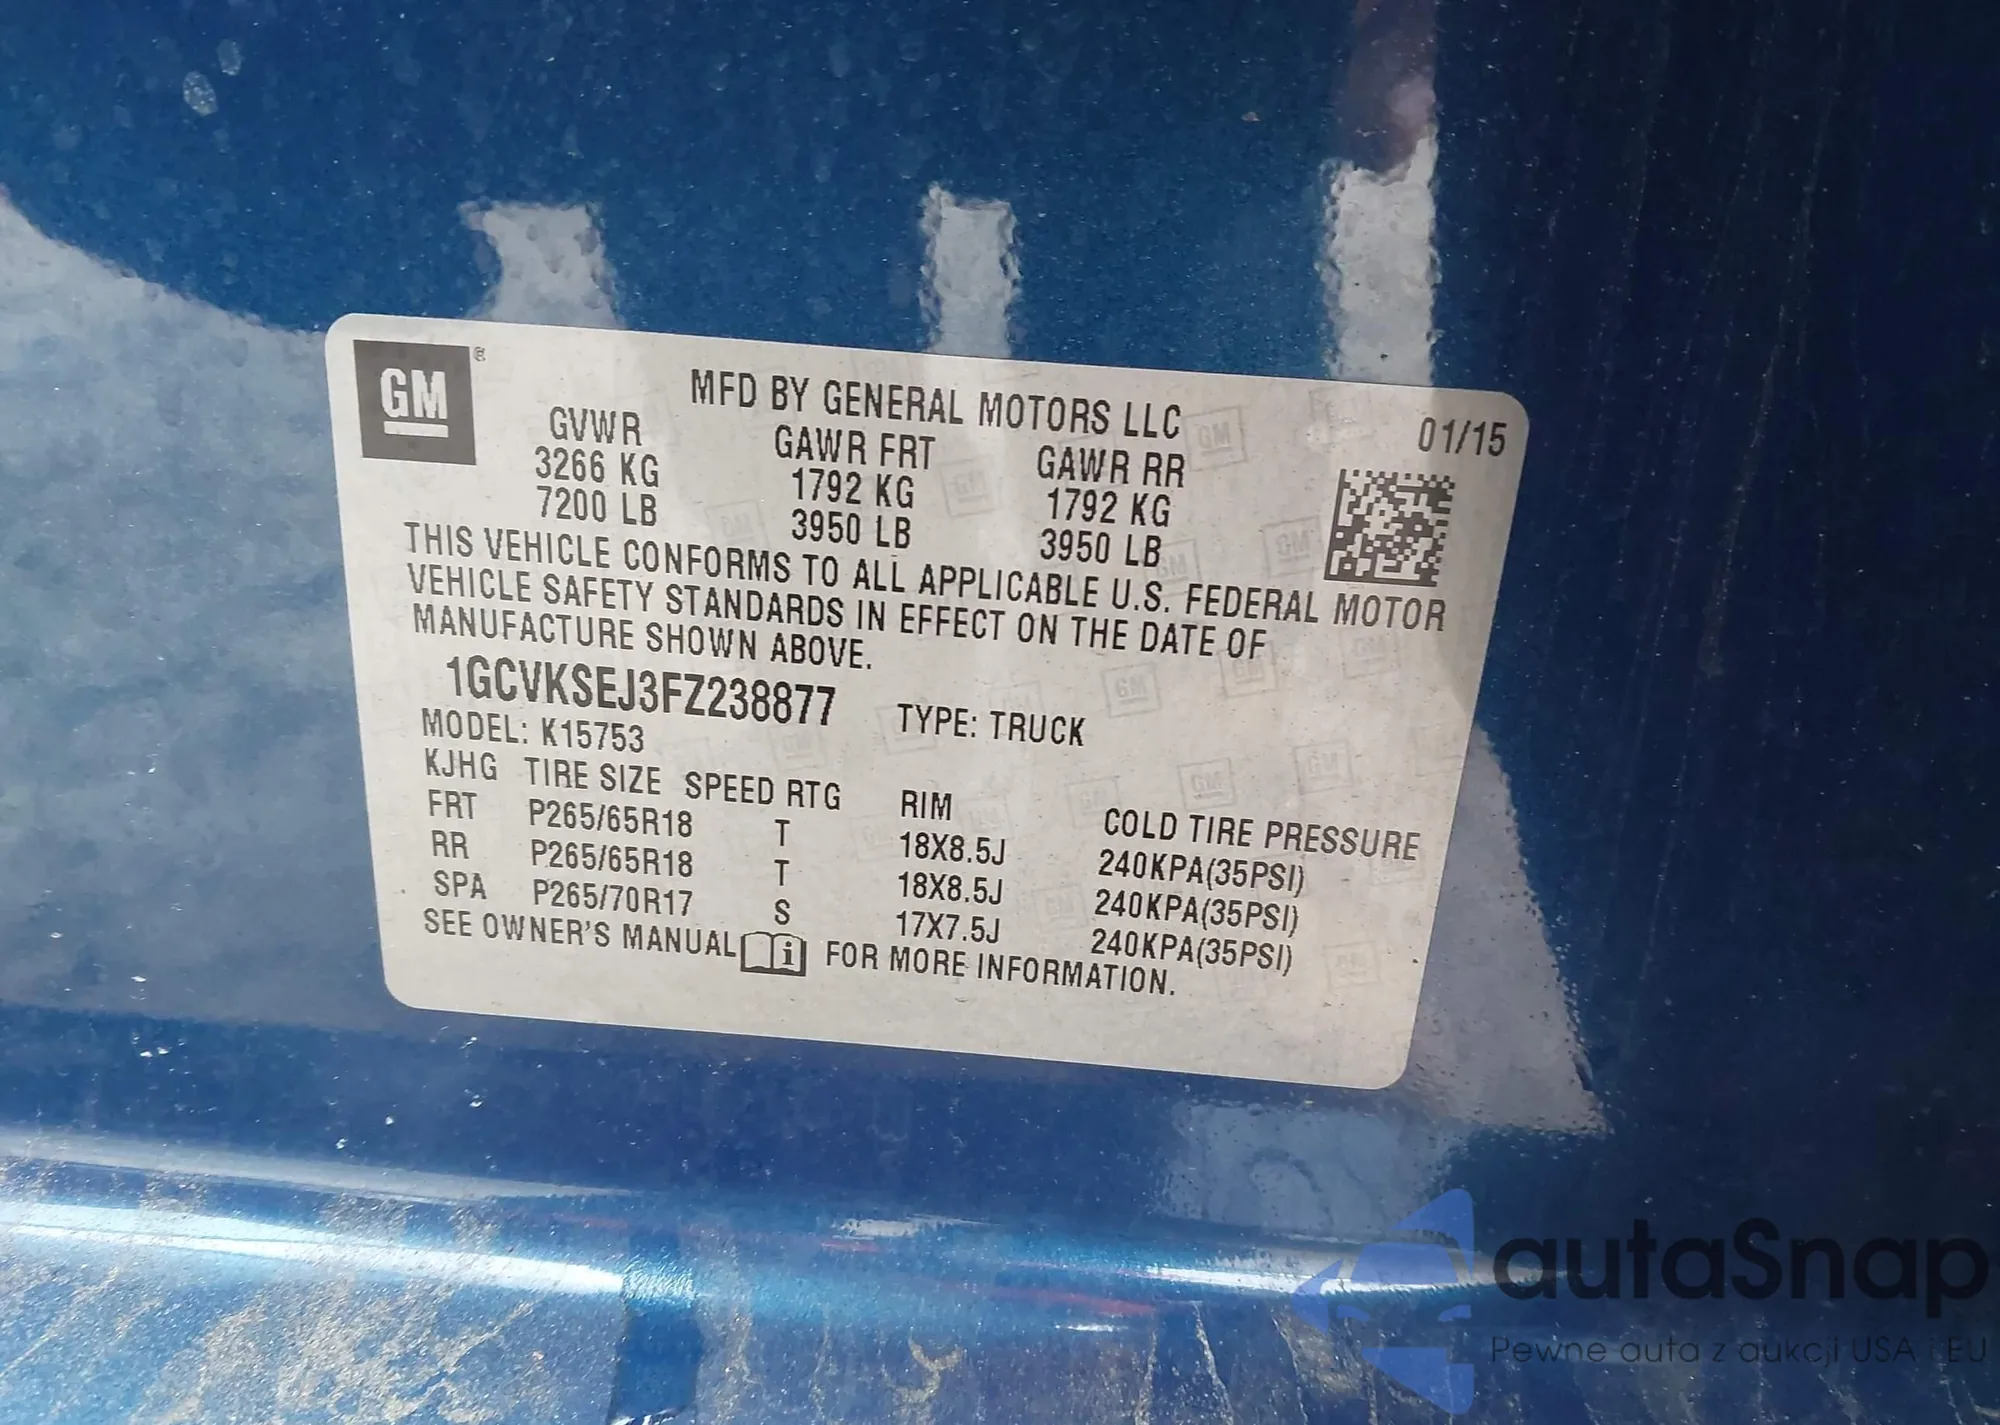 GM
MFD BY GENERAL MOTORS LLC
01/15
GVWR GAWR FRT GAWR RR
3266 KG 1792 KG 1792 KG
7200 LB 3950 LB 3950 LB
THIS VEHICLE CONFORMS TO ALL APPLICABLE U.S. FEDERAL MOTOR
VEHICLE SAFETY STANDARDS IN EFFECT ON THE DATE OF
MANUFACTURE SHOWN ABOVE.
1GCVKSEJ3FZ238877 TYPE: TRUCK
MODEL: K15753
KJHG TIRE SIZE SPEED RTG RIM COLD TIRE PRESSURE
FRT P265/65R18 T 18X8.5J 240KPA(35PSI)
RR P265/65R18 T 18X8.5J 240KPA(35PSI)
SPA P265/70R17 S 17X7.5J 240KPA(35PSI)
SEE OWNER'S MANUAL i FOR MORE INFORMATION.
autaSnap
Pewne auta z aukcji USA i EU